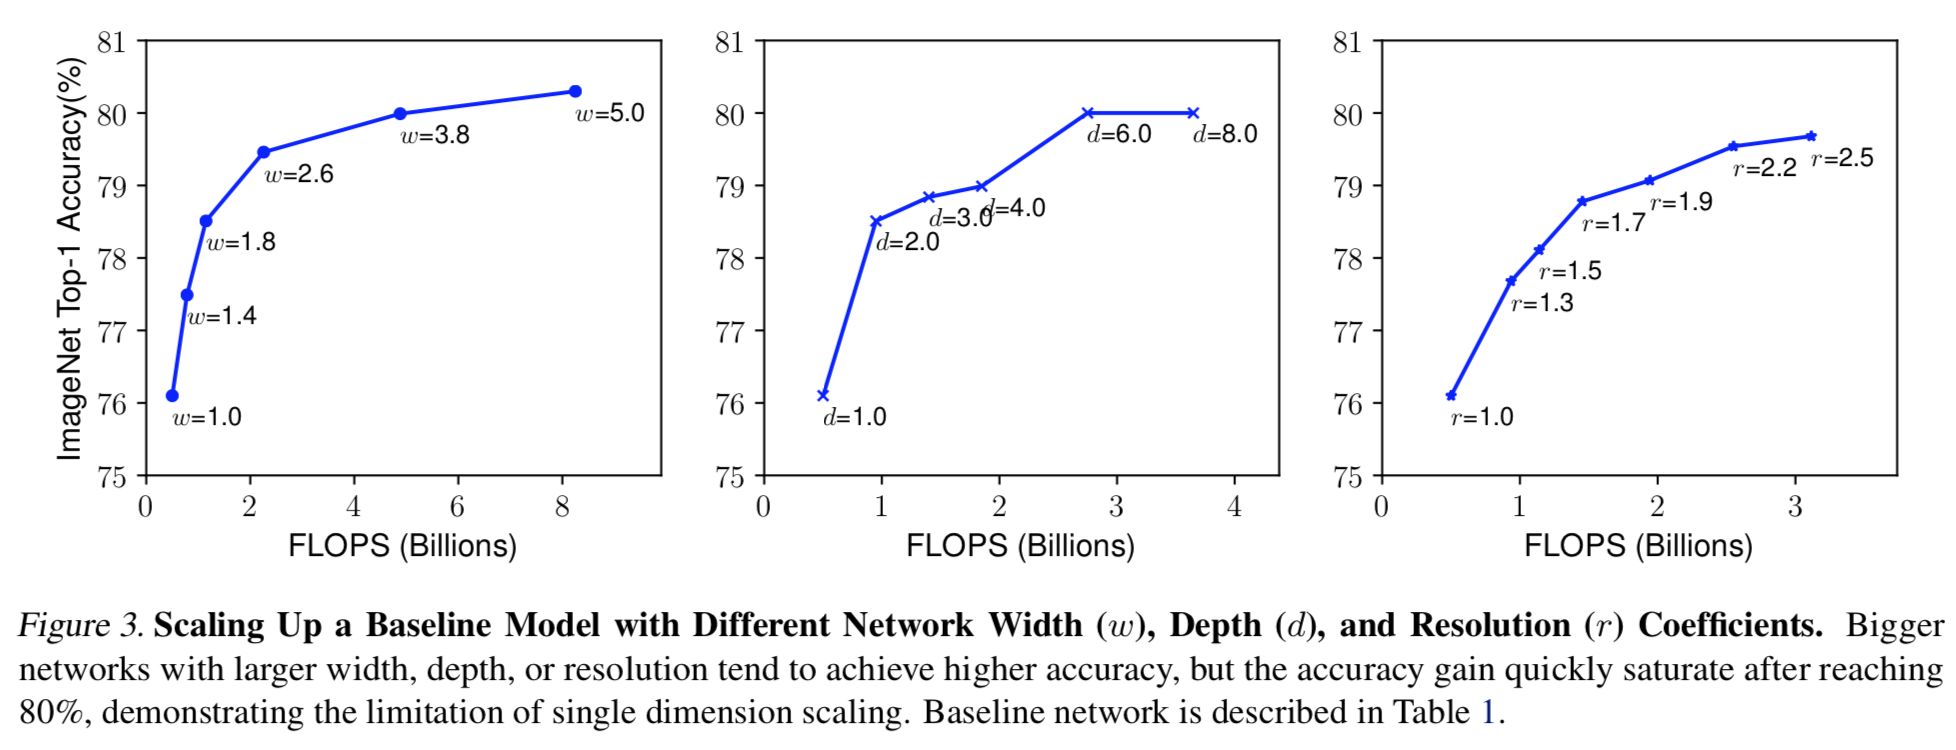 ImageNet Top-1 Accuracy(%)
81
80
79
78
77
76
75
w=1.0
w=1.4
w=1.8
w=2.6
w=3.8
w=5.0
0 2 4 6 8
FLOPS (Billions)
81
80
79
78
77
76
75
d=1.0
d=2.0
d=3.0
d=4.0
d=6.0
d=8.0
0 1 2 3 4
FLOPS (Billions)
81
80
79
78
77
76
75
r=1.0
r=1.3
r=1.5
r=1.7
r=1.9
r=2.2
r=2.5
0 1 2 3
FLOPS (Billions)
Figure 3. Scaling Up a Baseline Model with Different Network Width (w), Depth (d), and Resolution (r) Coefficients. Bigger
networks with larger width, depth, or resolution tend to achieve higher accuracy, but the accuracy gain quickly saturate after reaching
80%, demonstrating the limitation of single dimension scaling. Baseline network is described in Table 1.